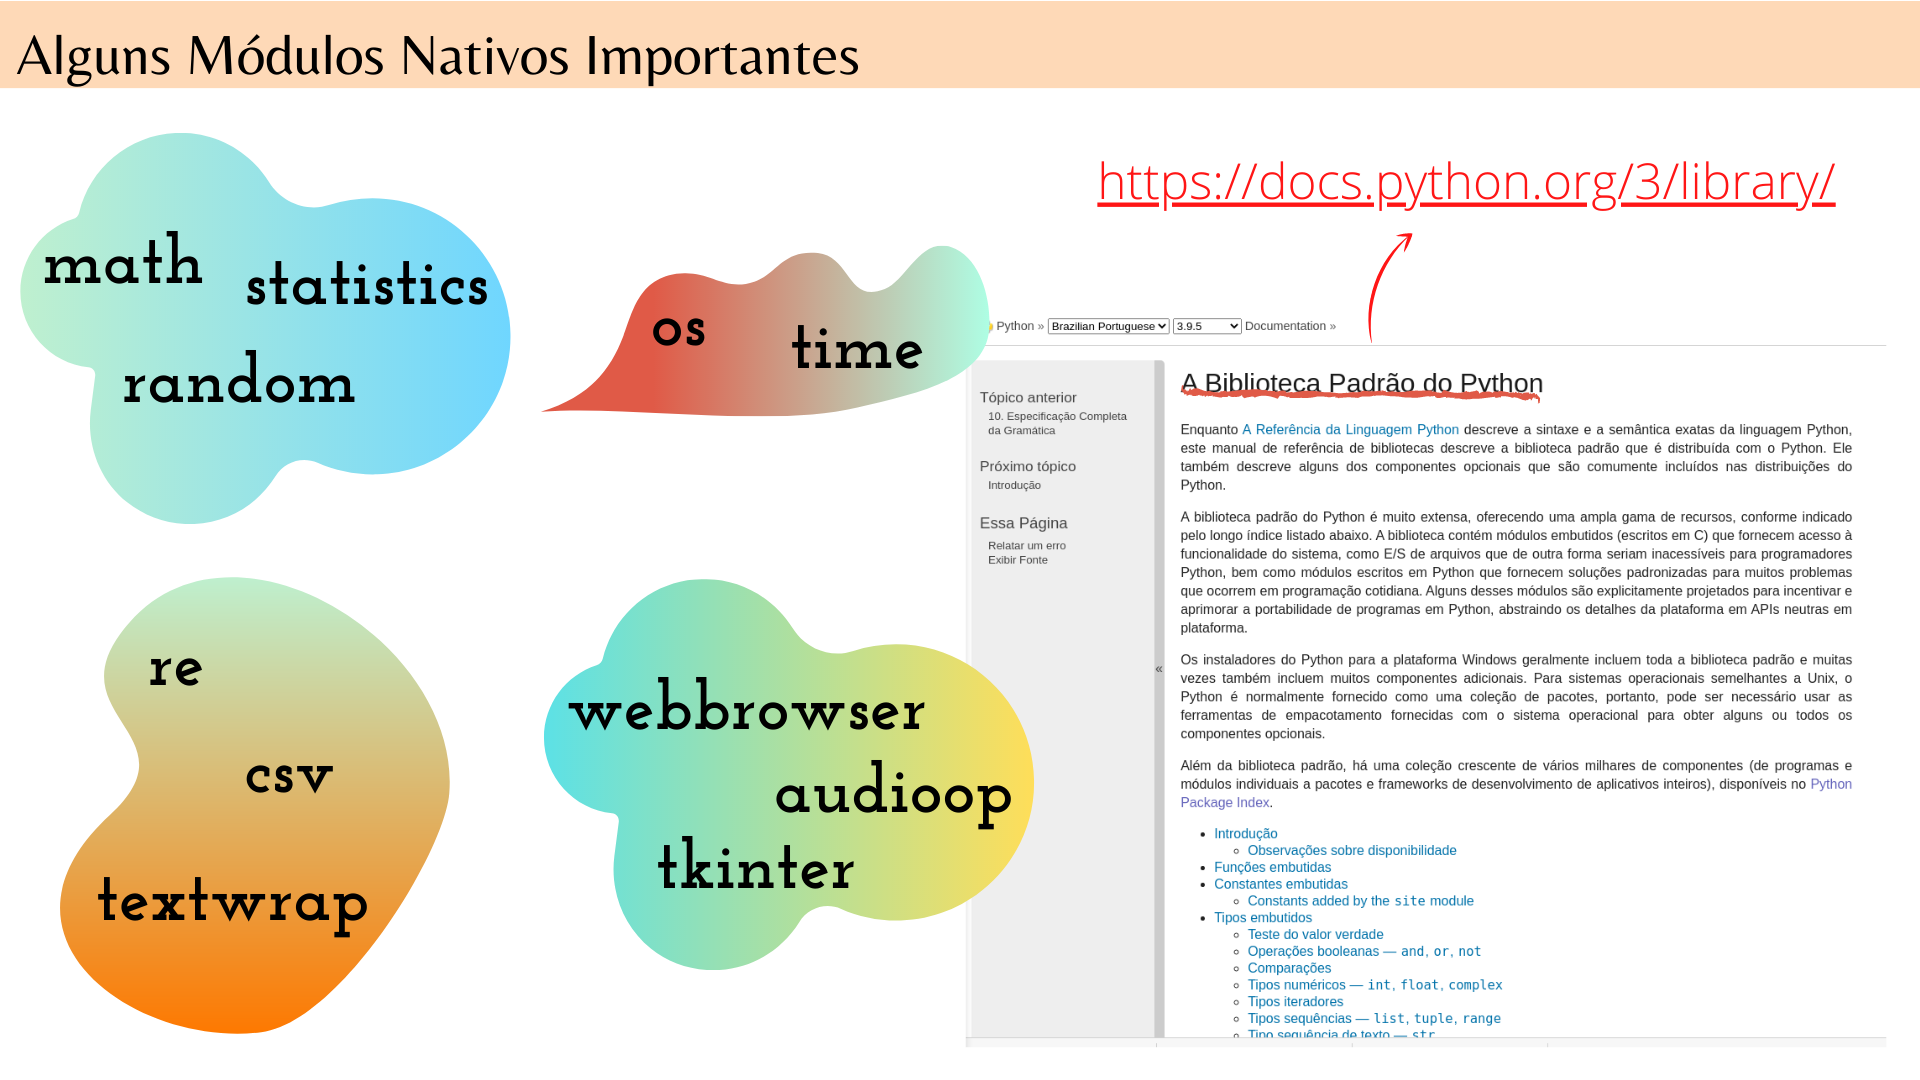 Alguns Módulos Nativos Importantes
math
statistics
random
os
time
re
csv
textwrap
webbrowser
audioop
tkinter
https://docs.python.org/3/library/
Python » Brazilian Portuguese 3.9.5 Documentation »
Tópico anterior
10. Especificação Completa
da Gramática
Próximo tópico
Introdução
Essa Página
Relatar um erro
Exibir Fonte
«
A Biblioteca Padrão do Python
Enquanto A Referência da Linguagem Python descreve a sintaxe e a semântica exatas da linguagem Python,
este manual de referência de bibliotecas descreve a biblioteca padrão que é distribuída com o Python. Ele
também descreve alguns dos componentes opcionais que são comumente incluídos nas distribuições do
Python.
A biblioteca padrão do Python é muito extensa, oferecendo uma ampla gama de recursos, conforme indicado
pelo longo índice listado abaixo. A biblioteca contém módulos embutidos (escritos em C) que fornecem acesso à
funcionalidade do sistema, como E/S de arquivos que de outra forma seriam inacessíveis para programadores
Python, bem como módulos escritos em Python que fornecem soluções padronizadas para muitos problemas
que ocorrem em programação cotidiana. Alguns desses módulos são explicitamente projetados para incentivar e
aprimorar a portabilidade de programas em Python, abstraindo os detalhes da plataforma em APIs neutras em
plataforma.
Os instaladores do Python para a plataforma Windows geralmente incluem toda a biblioteca padrão e muitas
vezes também incluem muitos componentes adicionais. Para sistemas operacionais semelhantes a Unix, o
Python é normalmente fornecido como uma coleção de pacotes, portanto, pode ser necessário usar as
ferramentas de empacotamento fornecidas com o sistema operacional para obter alguns ou todos os
componentes opcionais.
Além da biblioteca padrão, há uma coleção crescente de vários milhares de componentes (de programas e
módulos individuais a pacotes e frameworks de desenvolvimento de aplicativos inteiros), disponíveis no Python
Package Index.
• Introdução
◦ Observações sobre disponibilidade
• Funções embutidas
• Constantes embutidas
◦ Constants added by the site module
• Tipos embutidos
◦ Teste do valor verdade
◦ Operações booleanas — and, or, not
◦ Comparações
◦ Tipos numéricos — int, float, complex
◦ Tipos iteradores
◦ Tipos sequências — list, tuple, range
◦ Tipo sequência de texto — str